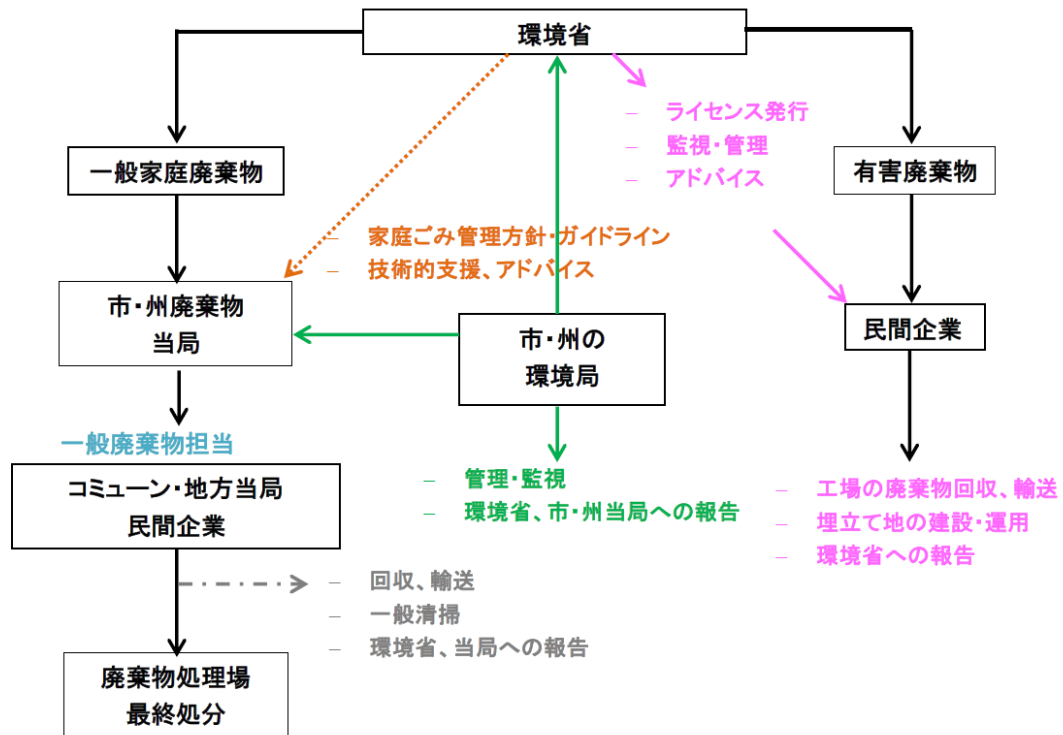 環境省
– ライセンス発行
– 監視・管理
– アドバイス
一般家庭廃棄物
有害廃棄物
– 家庭ごみ管理方針・ガイドライン
– 技術的支援、アドバイス
市・州廃棄物
当局
市・州の
環境局
民間企業
一般廃棄物担当
コミューン・地方当局
民間企業
– 管理・監視
– 環境省、市・州当局への報告
– 工場の廃棄物回収、輸送
– 埋立て地の建設・運用
– 環境省への報告
– 回収、輸送
– 一般清掃
– 環境省、当局への報告
廃棄物処理場
最終処分